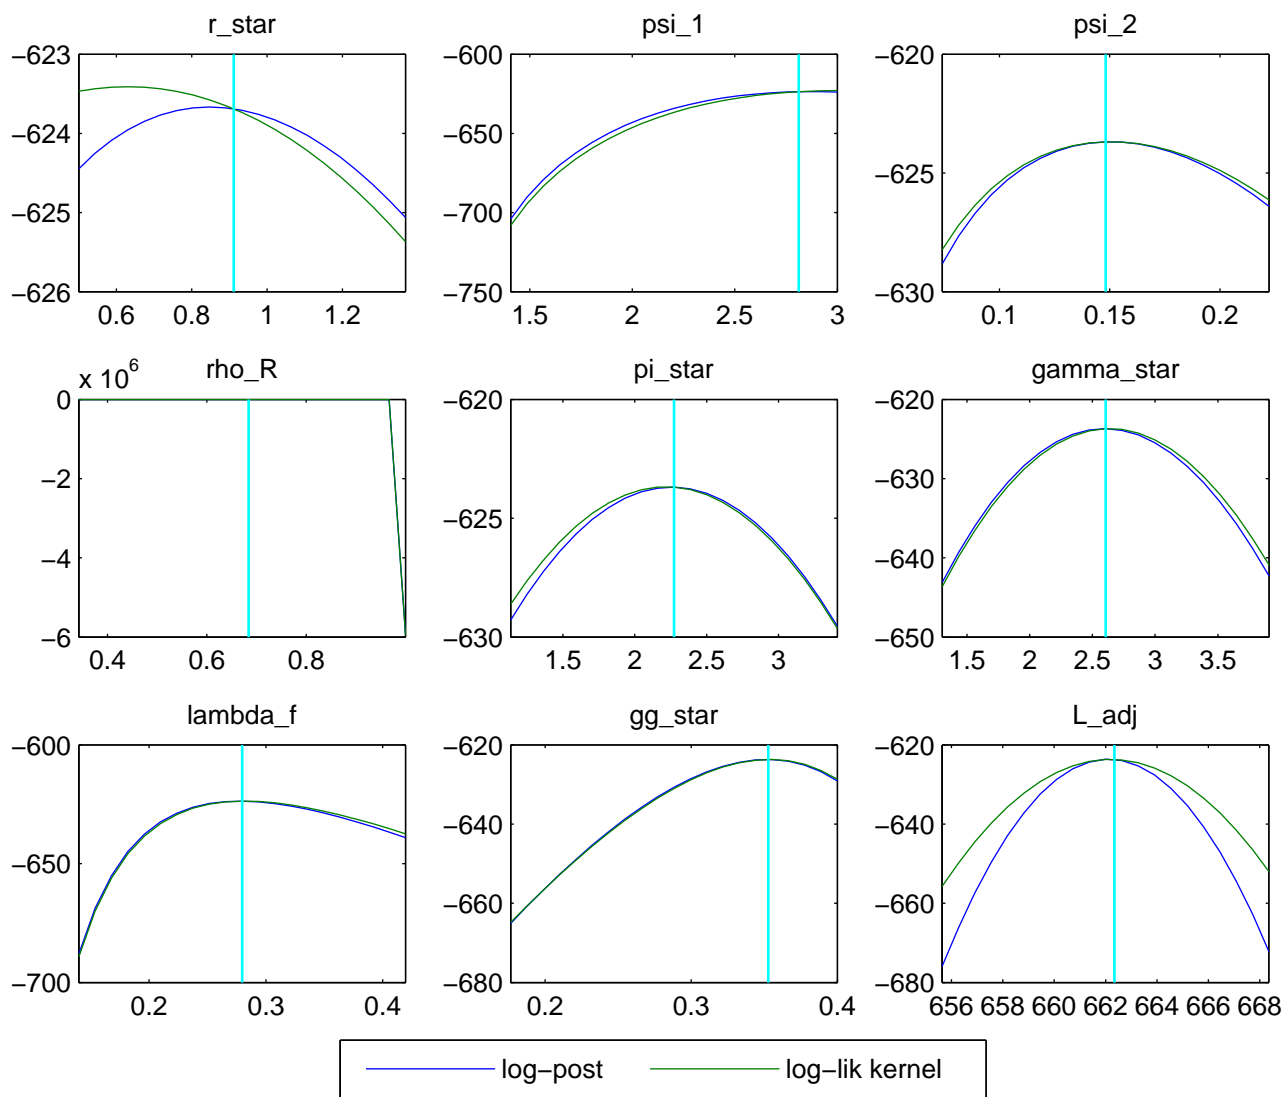 r_star
psi_1
psi_2
−623
−624
−625
−626
0.6 0.8 1 1.2
−600
−650
−700
−750
1.5 2 2.5 3
−620
−625
−630
0.1 0.15 0.2
x 10^6
rho_R
pi_star
gamma_star
0
−2
−4
−6
0.4 0.6 0.8
−620
−625
−630
1.5 2 2.5 3
−620
−630
−640
−650
1.5 2 2.5 3 3.5
lambda_f
gg_star
L_adj
−600
−650
−700
0.2 0.3 0.4
−620
−640
−660
−680
0.2 0.3 0.4
−620
−640
−660
−680
656 658 660 662 664 666 668
log−post
log−lik kernel